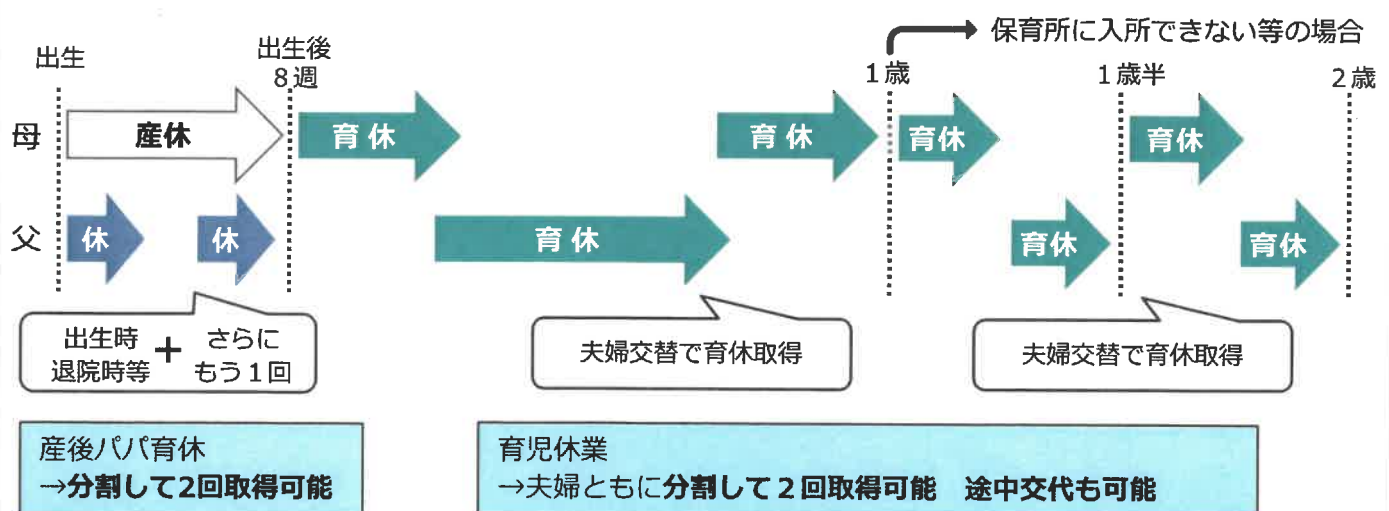 保育所に入所できない等の場合
出生
出生後
8週
1歳
1歳半
2歳
母
産休
育休
育休
育休
育休
父
休
休
育休
育休
育休
出生時
退院時等
+
さらに
もう1回
夫婦交替で育休取得
夫婦交替で育休取得
産後パパ育休
→分割して2回取得可能
育児休業
→夫婦ともに分割して2回取得可能 途中交代も可能